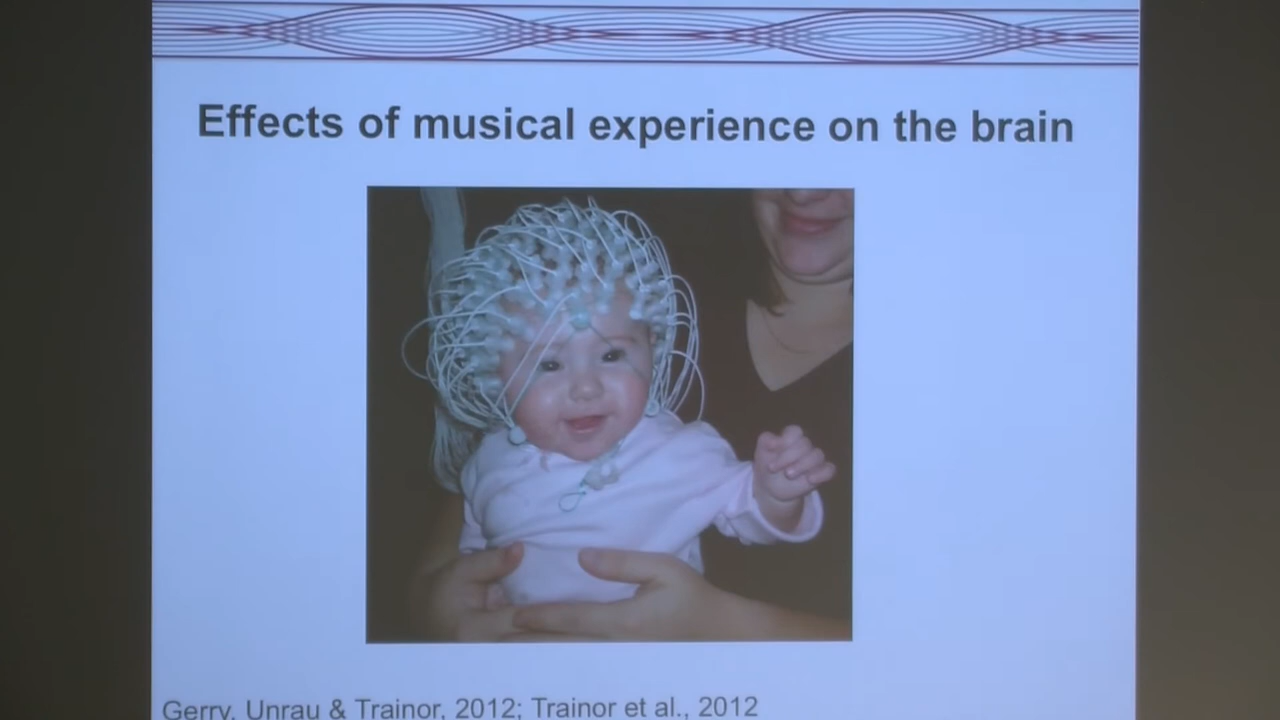 Effects of musical experience on the brain
Gerry, Unrau & Trainor, 2012; Trainor et al., 2012